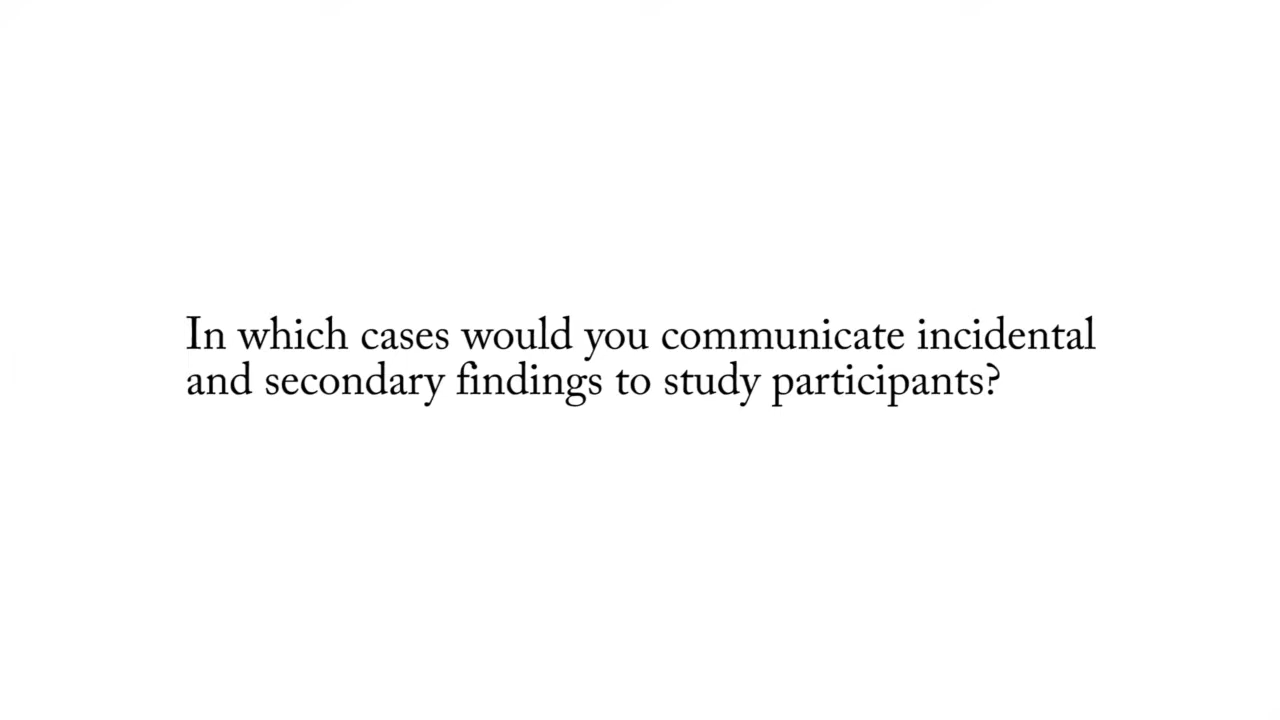 In which cases would you communicate incidental
and secondary findings to study participants?